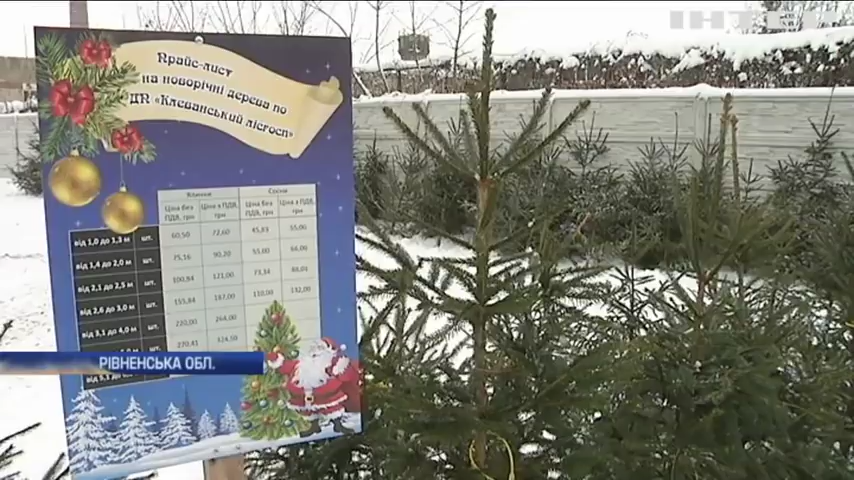 ІНТЕР
Прайс-лист
на новорічні дерева по
ДП «Клеванський лісгосп»
Ялинки Сосни
Ціна без ПДВ, грн Ціна з ПДВ, грн Ціна без ПДВ, грн Ціна з ПДВ, грн
від 1,0 до 1,3 м шт. 60,50 72,60 45,83 55,00
від 1,4 до 2,0 м шт. 75,16 90,20 55,00 66,00
від 2,1 до 2,5 м шт. 100,84 121,00 73,34 88,01
від 2,6 до 3,0 м шт. 155,84 187,00 110,00 132,00
від 3,1 до 4,0 м шт. 220,00 264,00
270,41 324,50
РІВНЕНСЬКА ОБЛ.